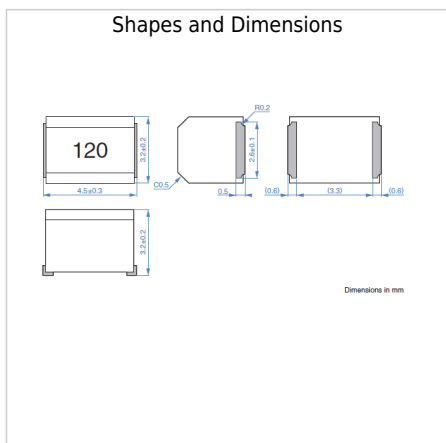 Shapes and Dimensions
R0.2
120
3.2±0.2
2.6±0.1
C0.5
4.5±0.3
0.5
(0.6)
(3.3)
(0.6)
3.2±0.2
Dimensions in mm